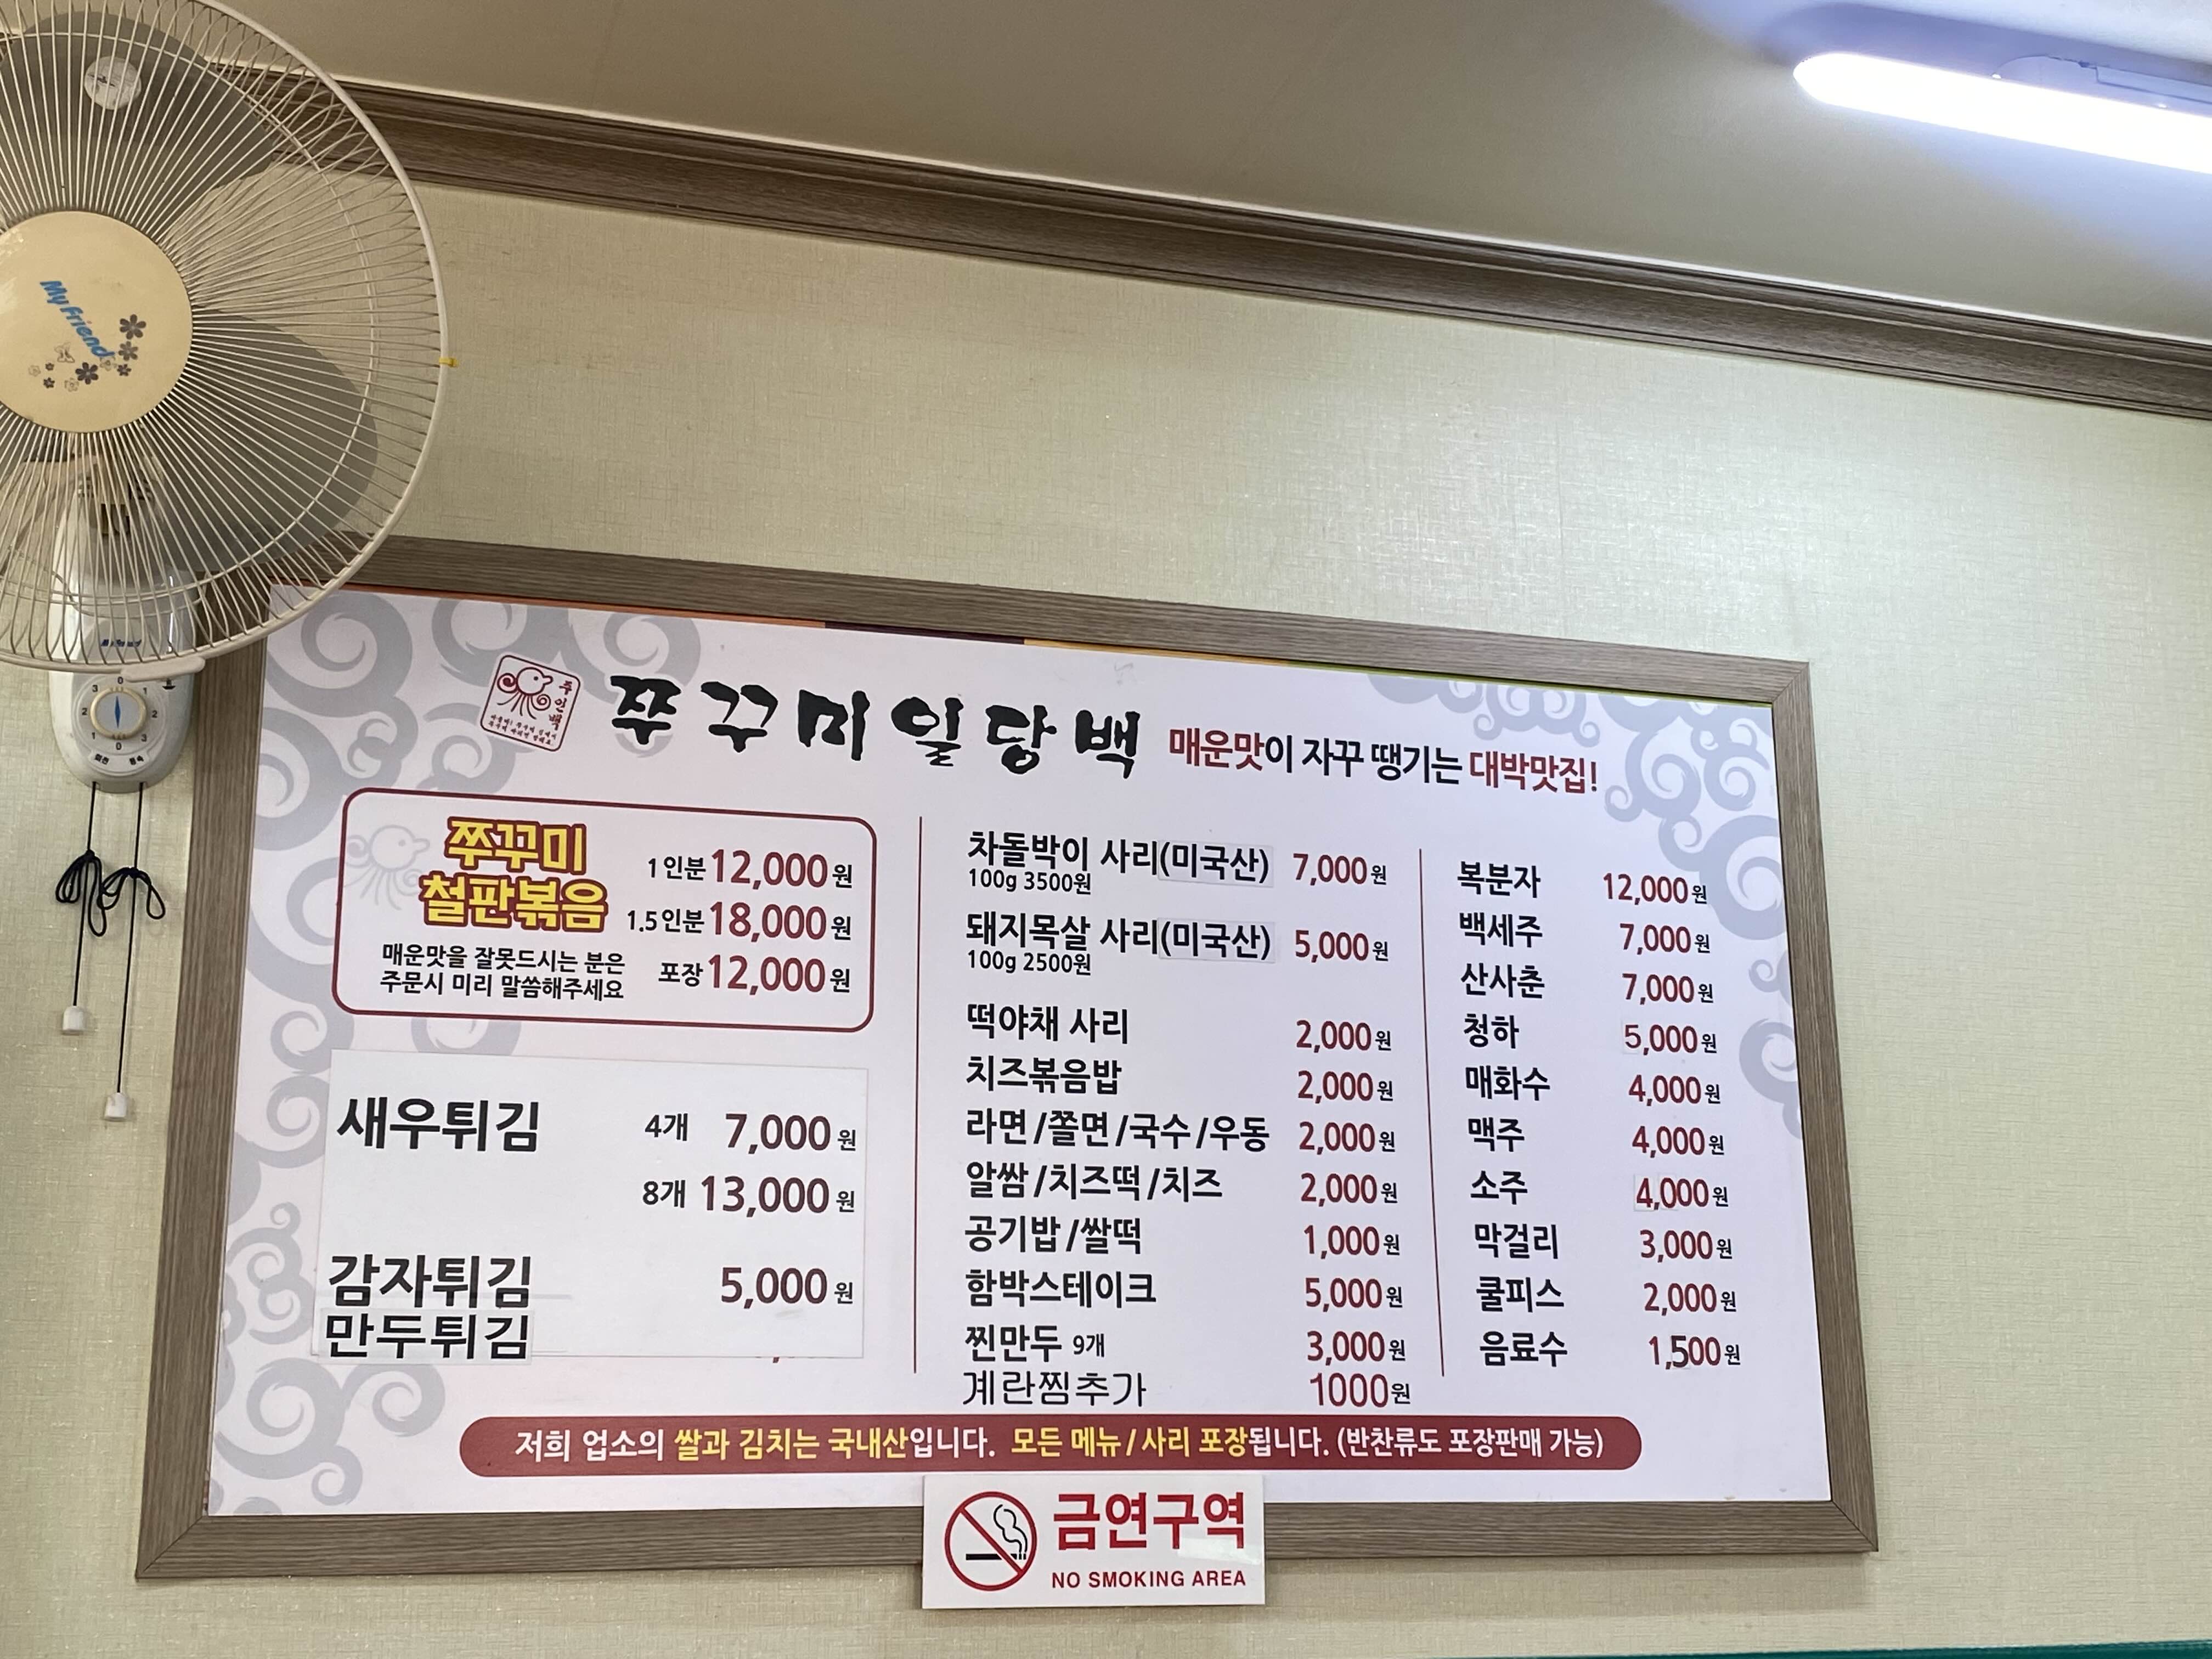 My Friend
쭈꾸미일당백 매운맛이 자꾸 땡기는 대박맛집!
쭈꾸미
철판볶음
1인분 12,000원
1.5인분 18,000원
포장 12,000원
매운맛을 잘못드시는 분은
주문시 미리 말씀해주세요
새우튀김 4개 7,000원
8개 13,000원
감자튀김 5,000원
만두튀김
차돌박이 사리(미국산) 7,000원
100g 3500원
돼지목살 사리(미국산) 5,000원
100g 2500원
떡야채 사리 2,000원
치즈볶음밥 2,000원
라면/쫄면/국수/우동 2,000원
알쌈/치즈떡/치즈 2,000원
공기밥/쌀떡 1,000원
함박스테이크 5,000원
찐만두 9개 3,000원
계란찜추가 1000원
복분자 12,000원
백세주 7,000원
산사춘 7,000원
청하 5,000원
매화수 4,000원
맥주 4,000원
소주 4,000원
막걸리 3,000원
쿨피스 2,000원
음료수 1,500원
저희 업소의 쌀과 김치는 국내산입니다. 모든 메뉴/사리 포장됩니다. (반찬류도 포장판매 가능)
금연구역
NO SMOKING AREA